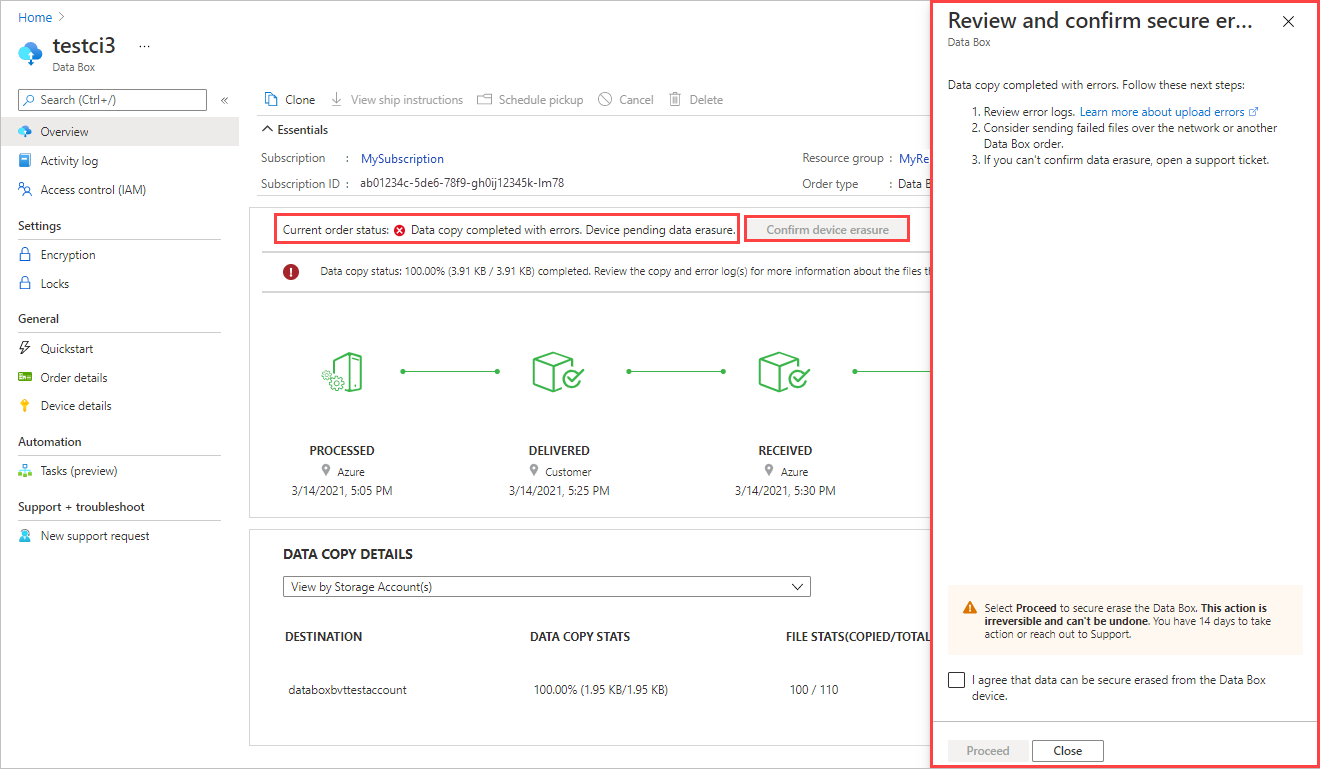 Home
testci3
...
Data Box
Search (Ctrl+/)
«
Overview
Activity log
Access control (IAM)
Settings
Encryption
Locks
General
Quickstart
Order details
Device details
Automation
Tasks (preview)
Support + troubleshoot
New support request
Clone
View ship instructions
Schedule pickup
Cancel
Delete
Essentials
Subscription : MySubscription
Resource group : MyRe
Subscription ID : ab01234c-5de6-78f9-gh0ij12345k-lm78
Order type : Data B
Current order status: Data copy completed with errors. Device pending data erasure.
Confirm device erasure
Data copy status: 100.00% (3.91 KB / 3.91 KB) completed. Review the copy and error log(s) for more information about the files th
PROCESSED
Azure
3/14/2021, 5:05 PM
DELIVERED
Customer
3/14/2021, 5:25 PM
RECEIVED
Azure
3/14/2021, 5:30 PM
DATA COPY DETAILS
View by Storage Account(s)
DESTINATION DATA COPY STATS FILE STATS(COPIED/TOTAL
databoxbvttestaccount 100.00% (1.95 KB/1.95 KB) 100 / 110
Review and confirm secure er...
Data Box
Data copy completed with errors. Follow these next steps:
1. Review error logs. Learn more about upload errors
2. Consider sending failed files over the network or another
Data Box order.
3. If you can't confirm data erasure, open a support ticket.
Select Proceed to secure erase the Data Box. This action is
irreversible and can't be undone. You have 14 days to take
action or reach out to Support.
I agree that data can be secure erased from the Data Box
device.
Proceed
Close